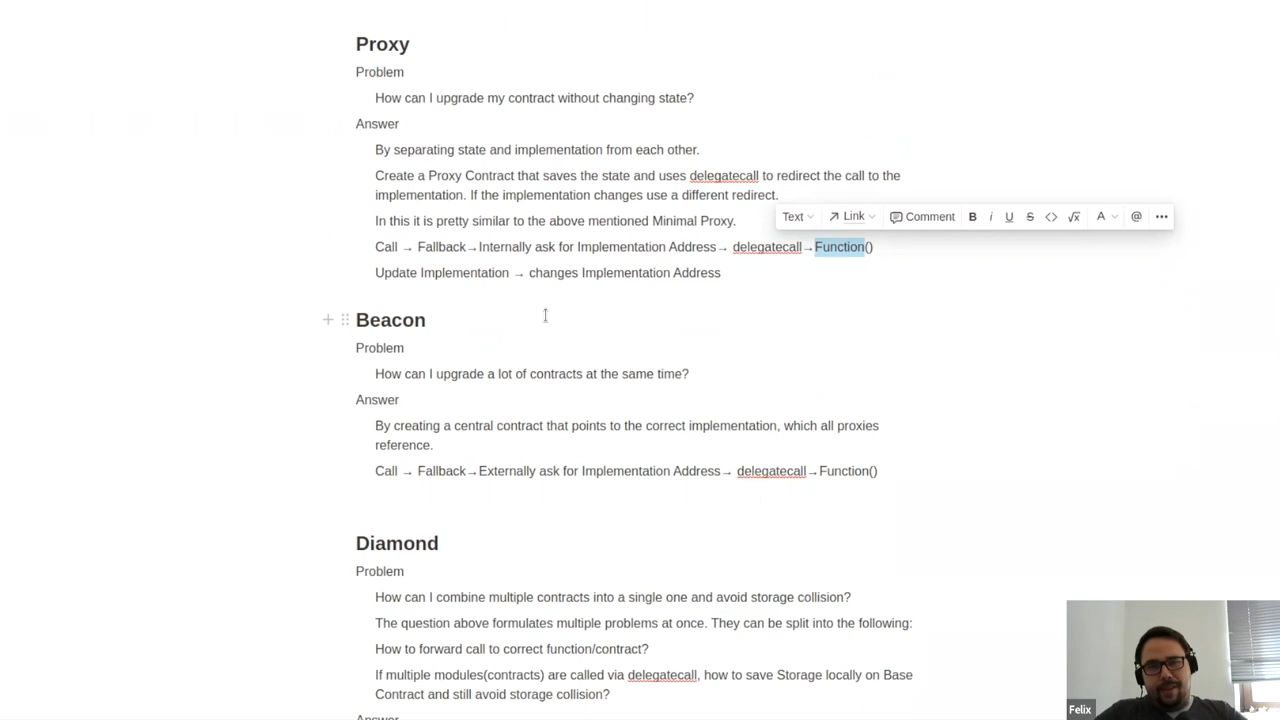 Proxy
Problem
How can I upgrade my contract without changing state?
Answer
By separating state and implementation from each other.
Create a Proxy Contract that saves the state and uses delegatecall to redirect the call to the
implementation. If the implementation changes use a different redirect.
In this it is pretty similar to the above mentioned Minimal Proxy.
Text Link Comment B i U S <> √x A @ •••
Call → Fallback→Internally ask for Implementation Address→ delegatecall→Function()
Update Implementation → changes Implementation Address
Beacon
Problem
How can I upgrade a lot of contracts at the same time?
Answer
By creating a central contract that points to the correct implementation, which all proxies
reference.
Call → Fallback→Externally ask for Implementation Address→ delegatecall→Function()
Diamond
Problem
How can I combine multiple contracts into a single one and avoid storage collision?
The question above formulates multiple problems at once. They can be split into the following:
How to forward call to correct function/contract?
If multiple modules(contracts) are called via delegatecall, how to save Storage locally on Base
Contract and still avoid storage collision?
Answer
Felix